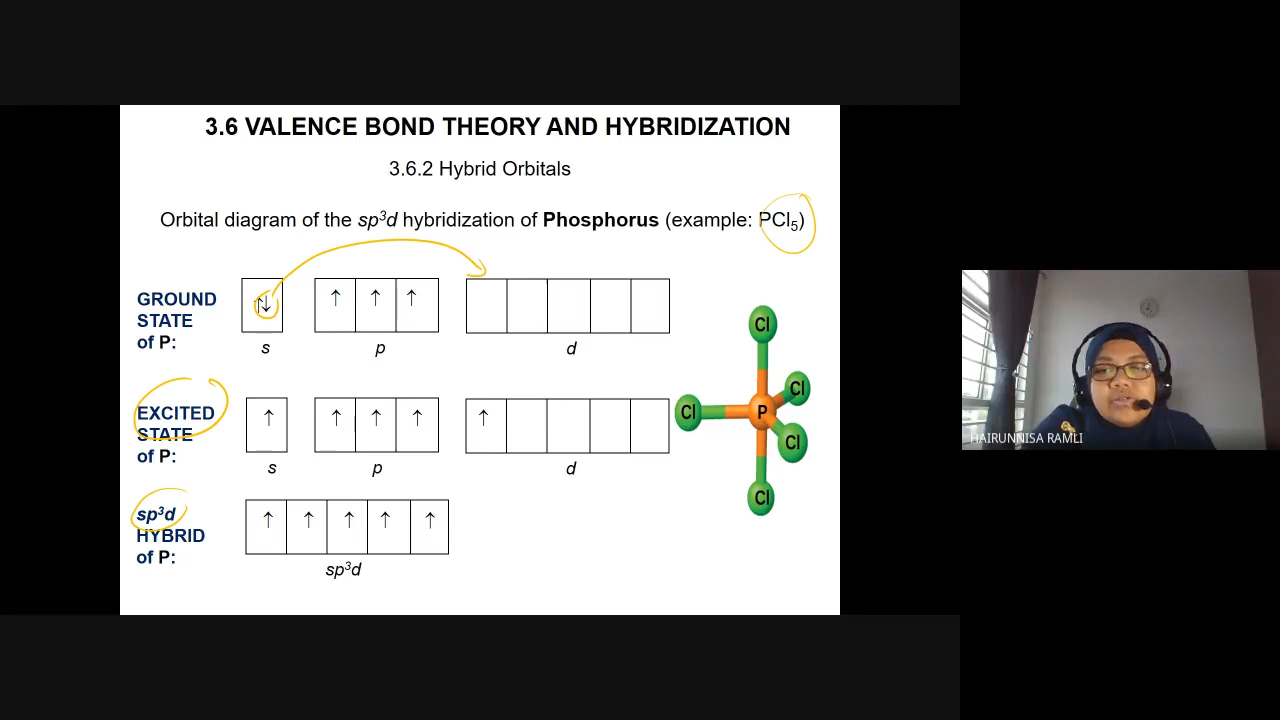 3.6 VALENCE BOND THEORY AND HYBRIDIZATION
3.6.2 Hybrid Orbitals
Orbital diagram of the sp³d hybridization of Phosphorus (example: PCl₅)
GROUND
STATE
of P:
↑↓ ↑ ↑ ↑
s p d
EXCITED
STATE
of P:
↑ ↑ ↑ ↑ ↑
s p d
sp³d
HYBRID
of P:
↑ ↑ ↑ ↑ ↑
sp³d
Cl
Cl
Cl P
Cl
Cl
HAIRUNNISA RAMLI